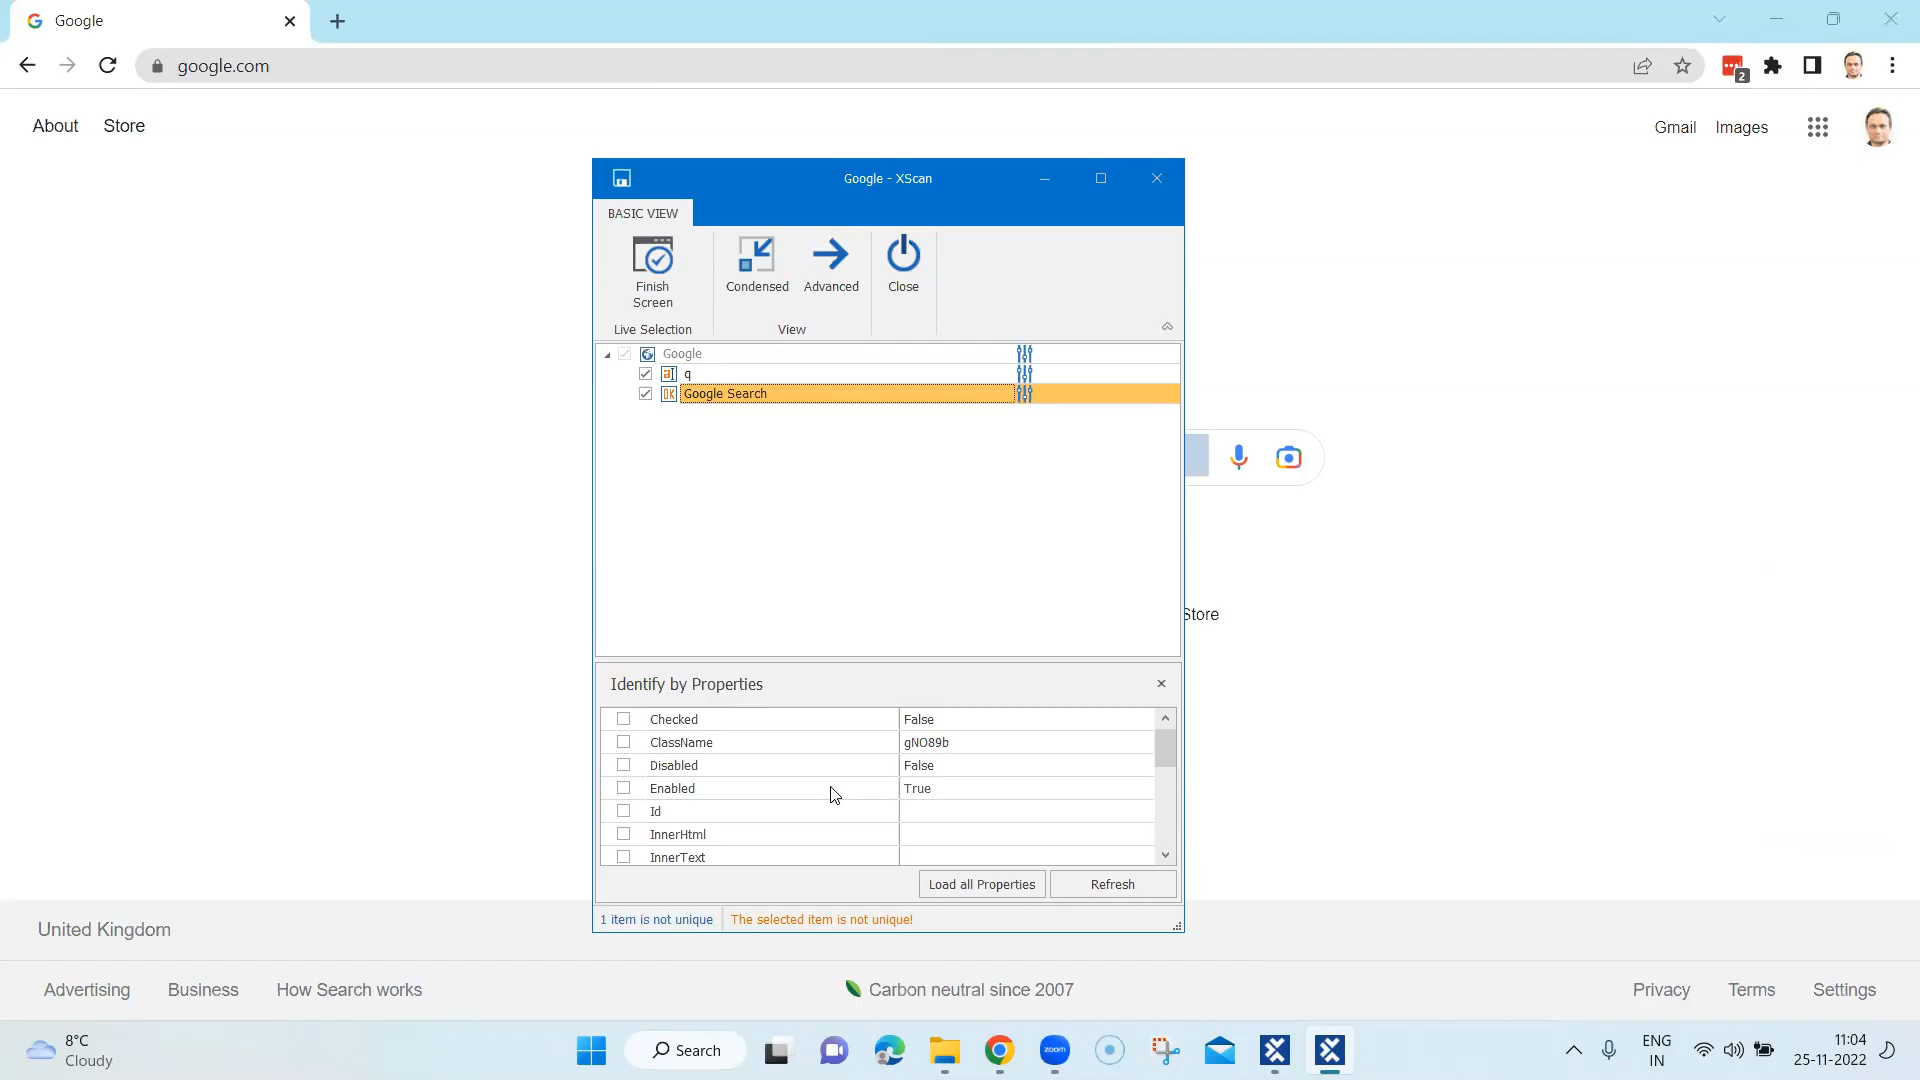 Google
google.com
2
About Store
Gmail Images
Google - XScan
BASIC VIEW
Finish
Screen
Condensed
Advanced
Close
Live Selection
View
Google
aI q
OK Google Search
Store
Identify by Properties
Checked False
ClassName gNO89b
Disabled False
Enabled True
Id
InnerHtml
InnerText
Load all Properties Refresh
1 item is not unique The selected item is not unique!
United Kingdom
Advertising Business How Search works
Carbon neutral since 2007
Privacy Terms Settings
8°C
Cloudy
Search
zoom
ENG
IN
11:04
25-11-2022